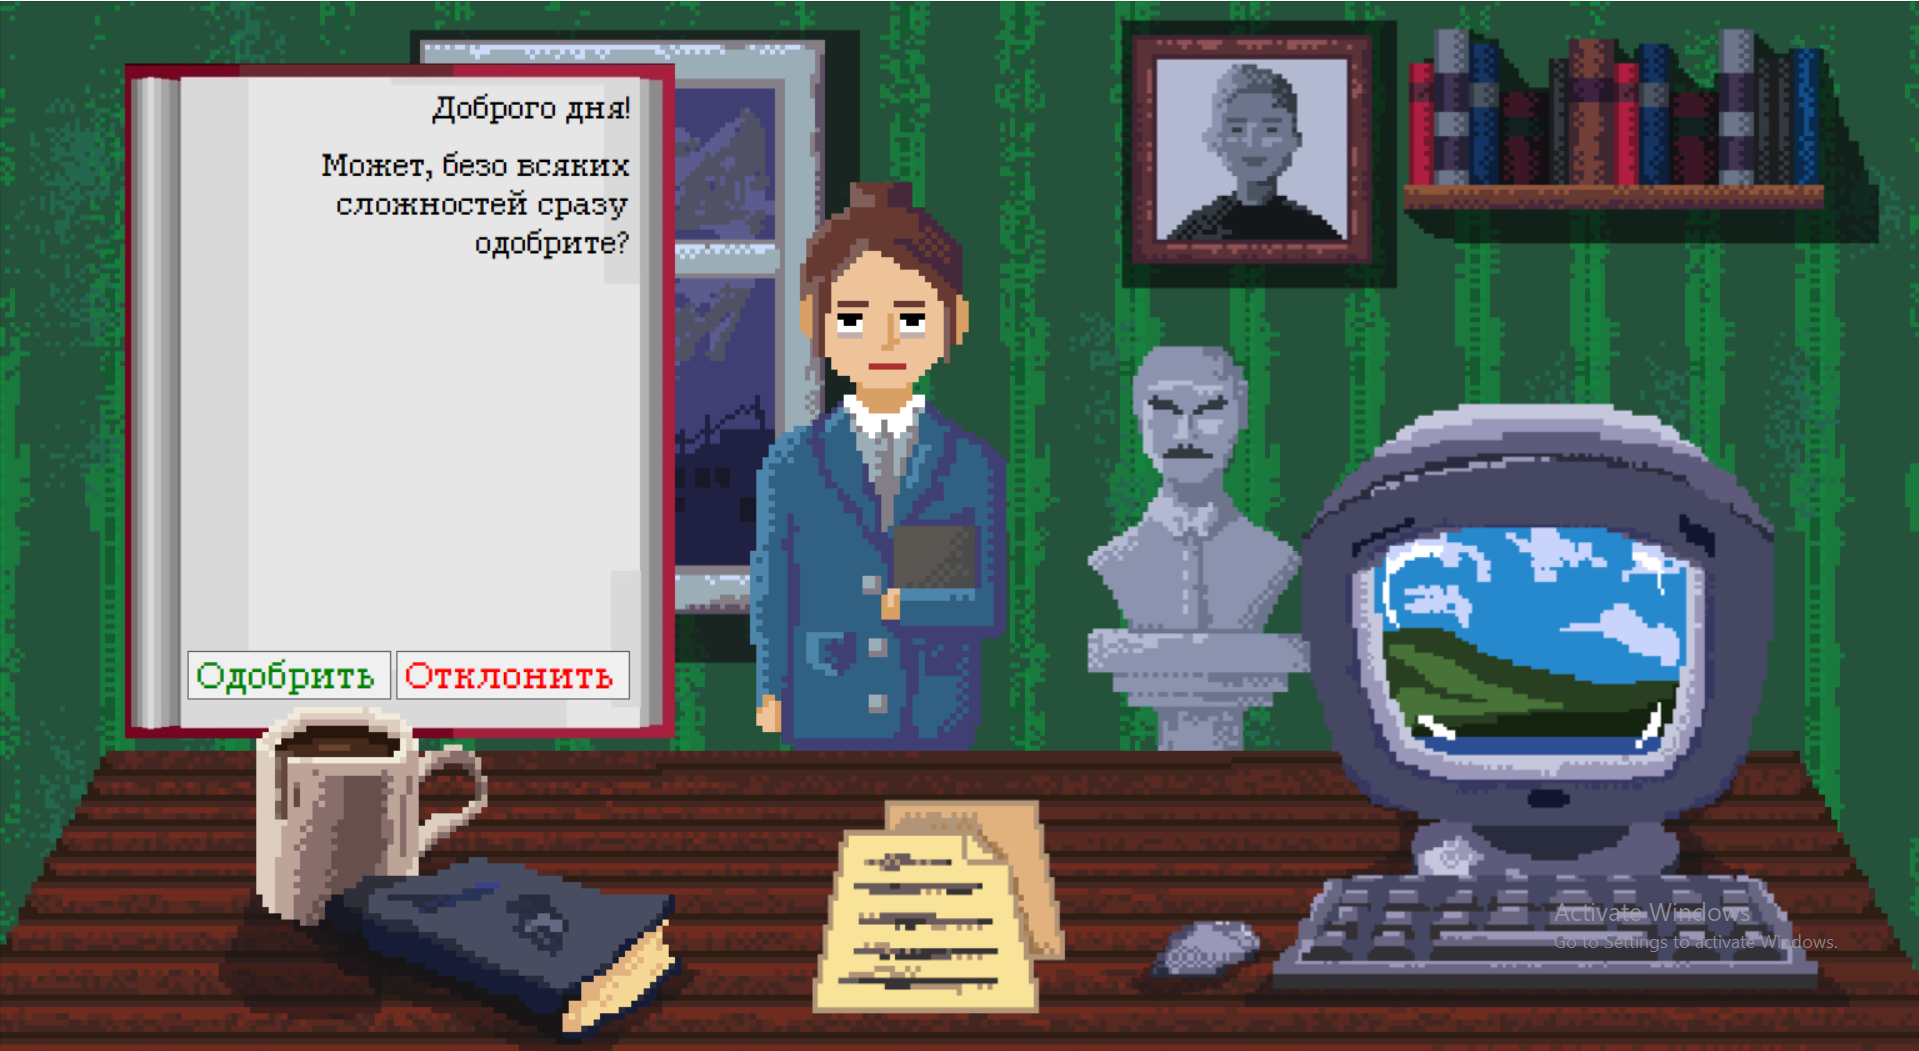 Доброго дня!
Может, безо всяких
сложностей сразу
одобрите?
Одобрить
Отклонить
Activate Windows
Go to Settings to activate Windows.